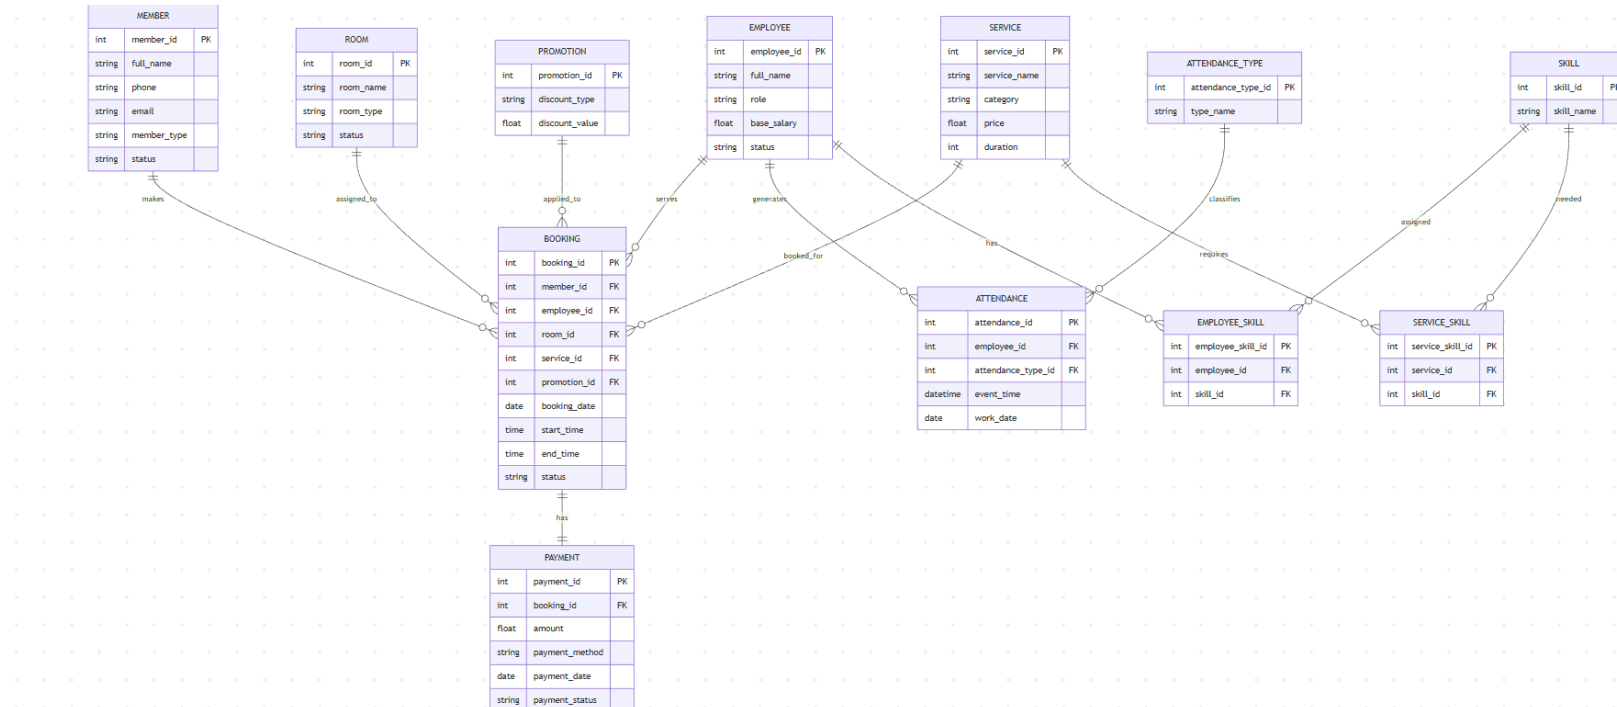 MEMBER
int member_id PK
string full_name
string phone
string email
string member_type
string status
ROOM
int room_id PK
string room_name
string room_type
string status
PROMOTION
int promotion_id PK
string discount_type
float discount_value
EMPLOYEE
int employee_id PK
string full_name
string role
float base_salary
string status
SERVICE
int service_id PK
string service_name
string category
float price
int duration
ATTENDANCE_TYPE
int attendance_type_id PK
string type_name
SKILL
int skill_id
string skill_name
makes
assigned_to
applied_to
serves
generates
booked_for
has
classifies
requires
assigned
needed
BOOKING
int booking_id PK
int member_id FK
int employee_id FK
int room_id FK
int service_id FK
int promotion_id FK
date booking_date
time start_time
time end_time
string status
ATTENDANCE
int attendance_id PK
int employee_id FK
int attendance_type_id FK
datetime event_time
date work_date
EMPLOYEE_SKILL
int employee_skill_id PK
int employee_id FK
int skill_id FK
SERVICE_SKILL
int service_skill_id PK
int service_id FK
int skill_id FK
has
PAYMENT
int payment_id PK
int booking_id FK
float amount
string payment_method
date payment_date
string payment_status